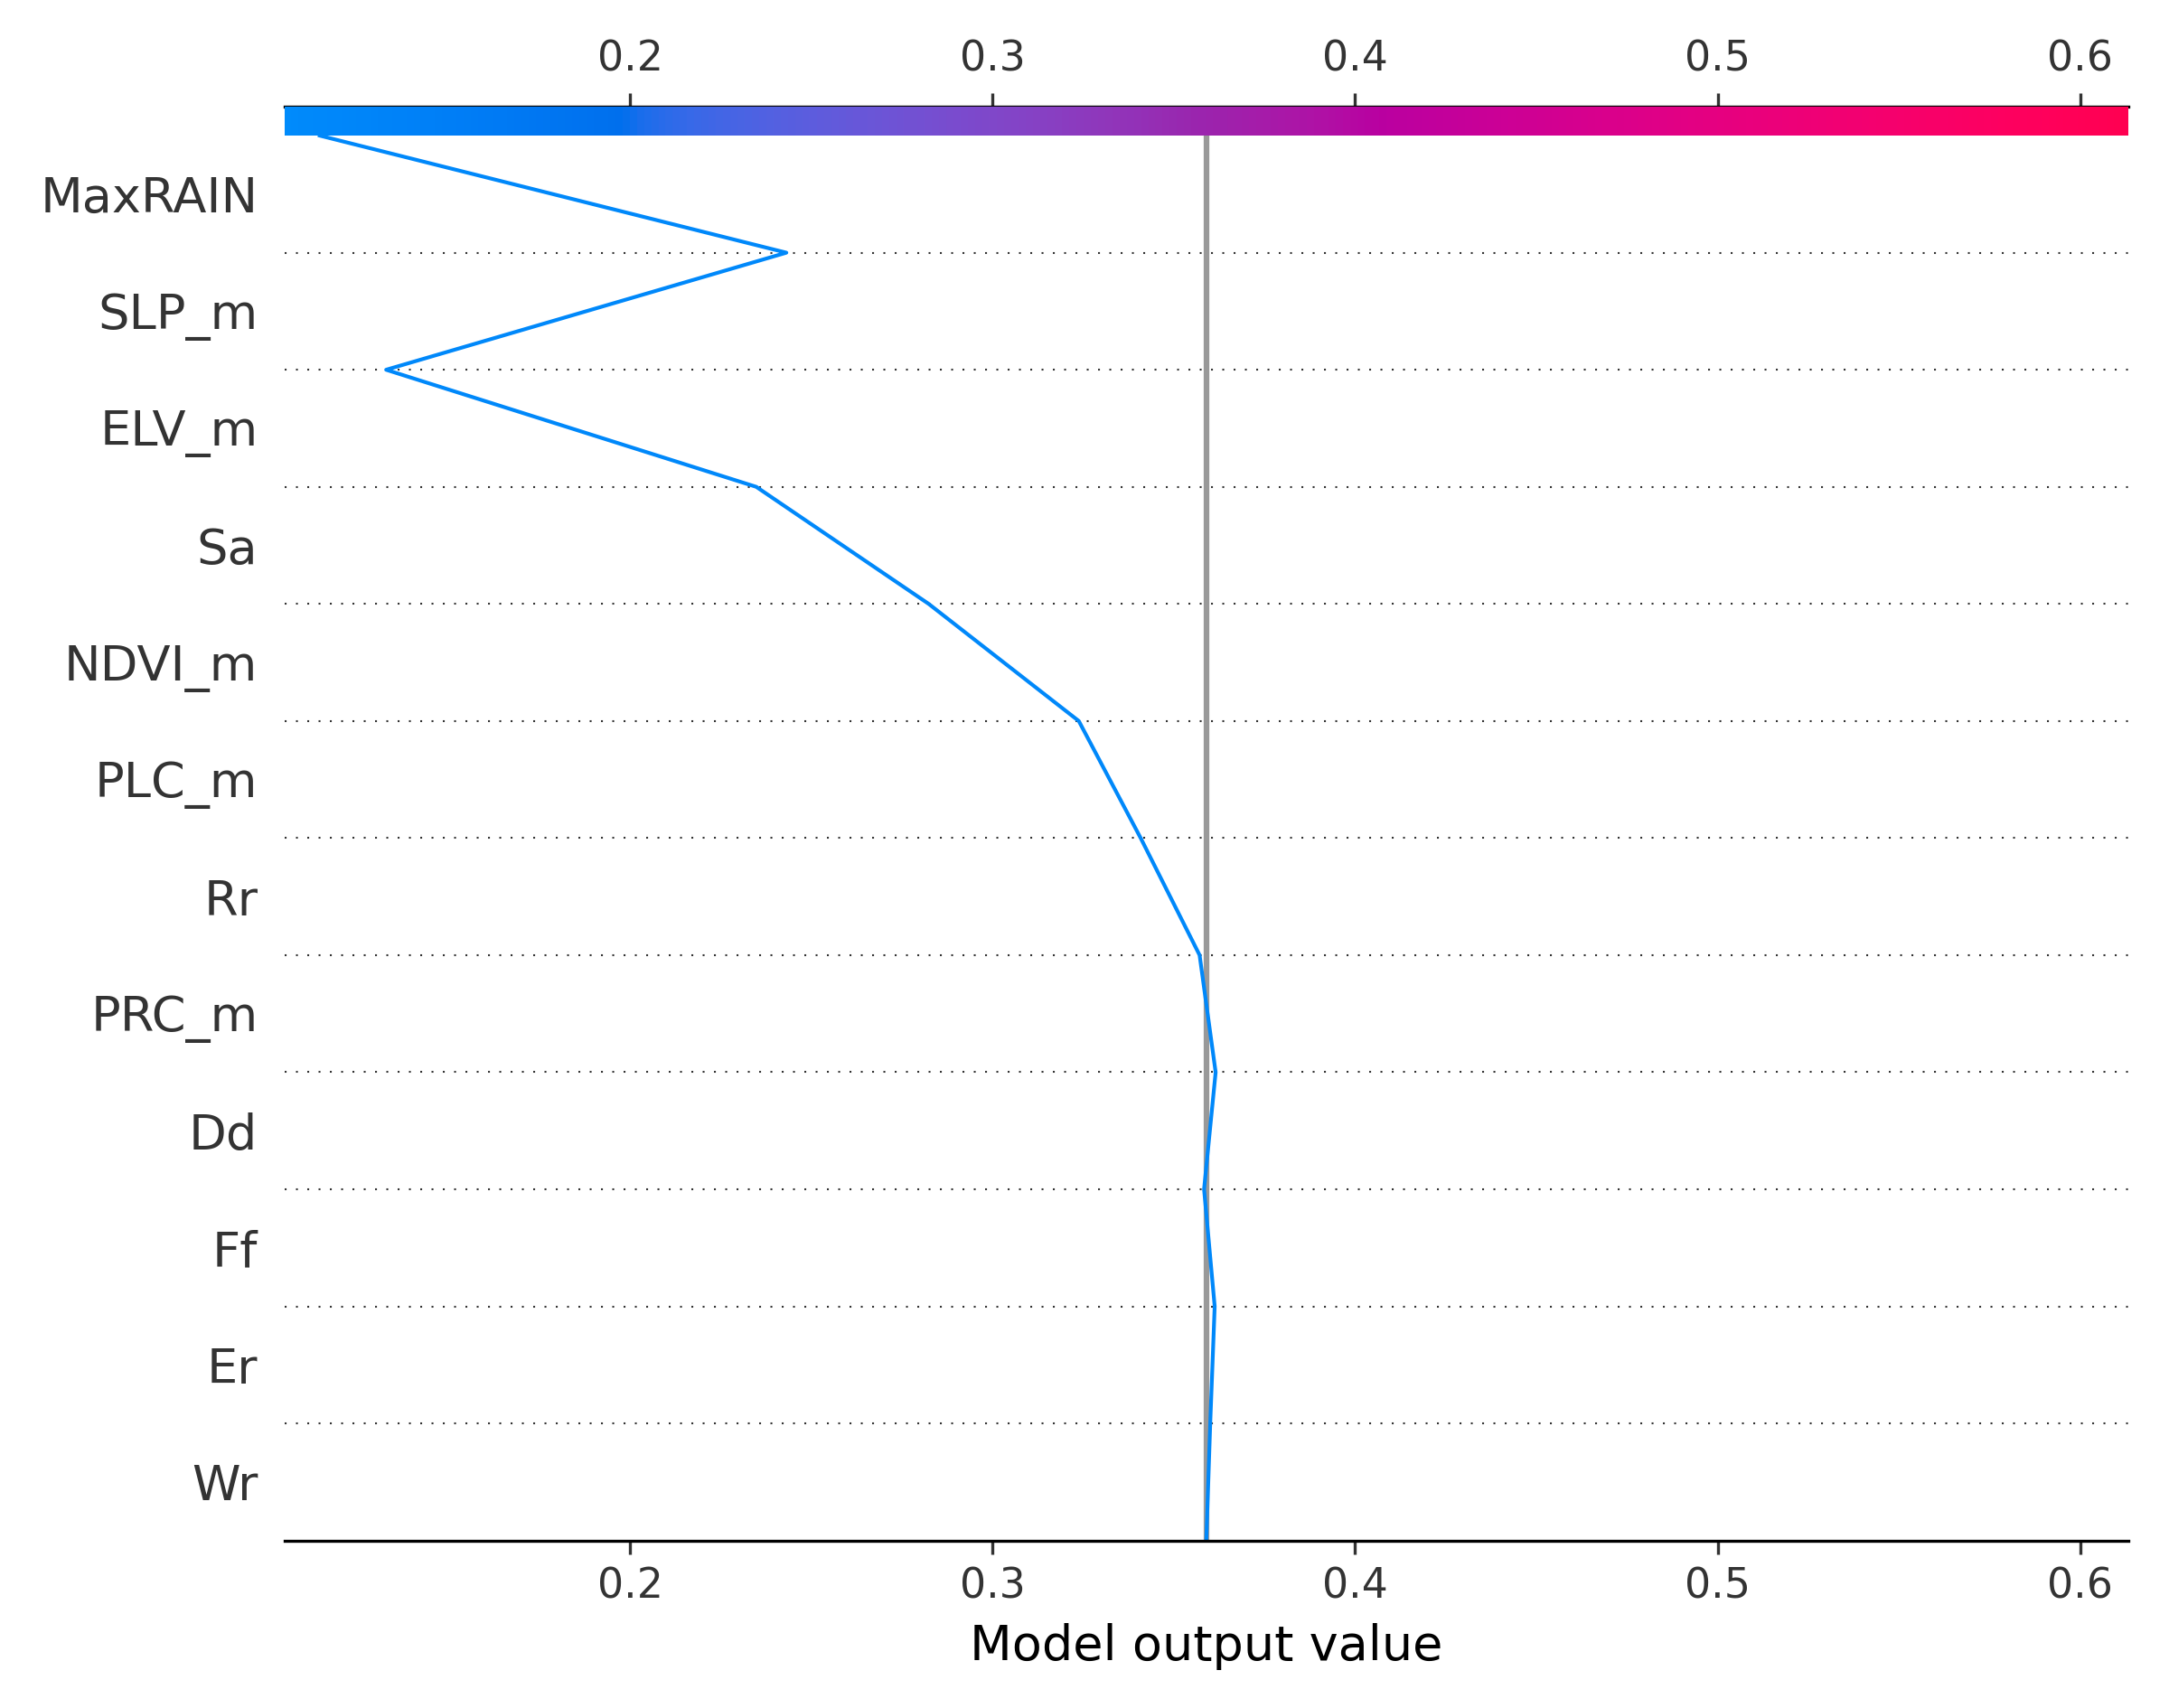 0.2 0.3 0.4 0.5 0.6
MaxRAIN
SLP_m
ELV_m
Sa
NDVI_m
PLC_m
Rr
PRC_m
Dd
Ff
Er
Wr
0.2 0.3 0.4 0.5 0.6
Model output value